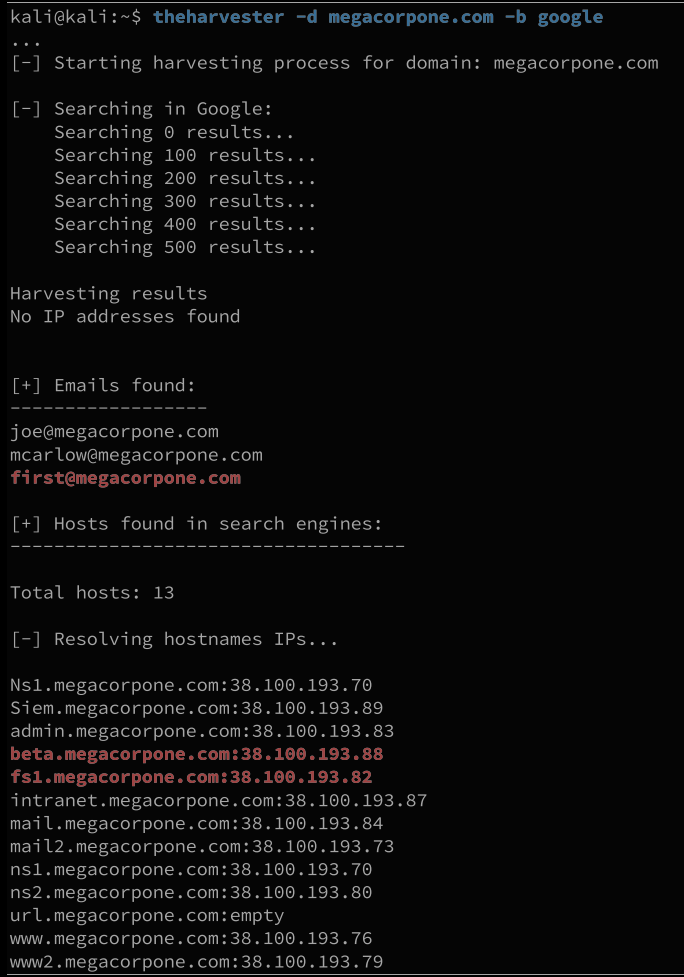 kali@kali:~$ theharvester -d megacorpone.com -b google
...
[-] Starting harvesting process for domain: megacorpone.com
[-] Searching in Google:
Searching 0 results...
Searching 100 results...
Searching 200 results...
Searching 300 results...
Searching 400 results...
Searching 500 results...
Harvesting results
No IP addresses found
[+] Emails found:
------------------
joe@megacorpone.com
mcarlow@megacorpone.com
first@megacorpone.com
[+] Hosts found in search engines:
------------------------------------
Total hosts: 13
[-] Resolving hostnames IPs...
Ns1.megacorpone.com:38.100.193.70
Siem.megacorpone.com:38.100.193.89
admin.megacorpone.com:38.100.193.83
beta.megacorpone.com:38.100.193.88
fs1.megacorpone.com:38.100.193.82
intranet.megacorpone.com:38.100.193.87
mail.megacorpone.com:38.100.193.84
mail2.megacorpone.com:38.100.193.73
ns1.megacorpone.com:38.100.193.70
ns2.megacorpone.com:38.100.193.80
url.megacorpone.com:empty
www.megacorpone.com:38.100.193.76
www2.megacorpone.com:38.100.193.79